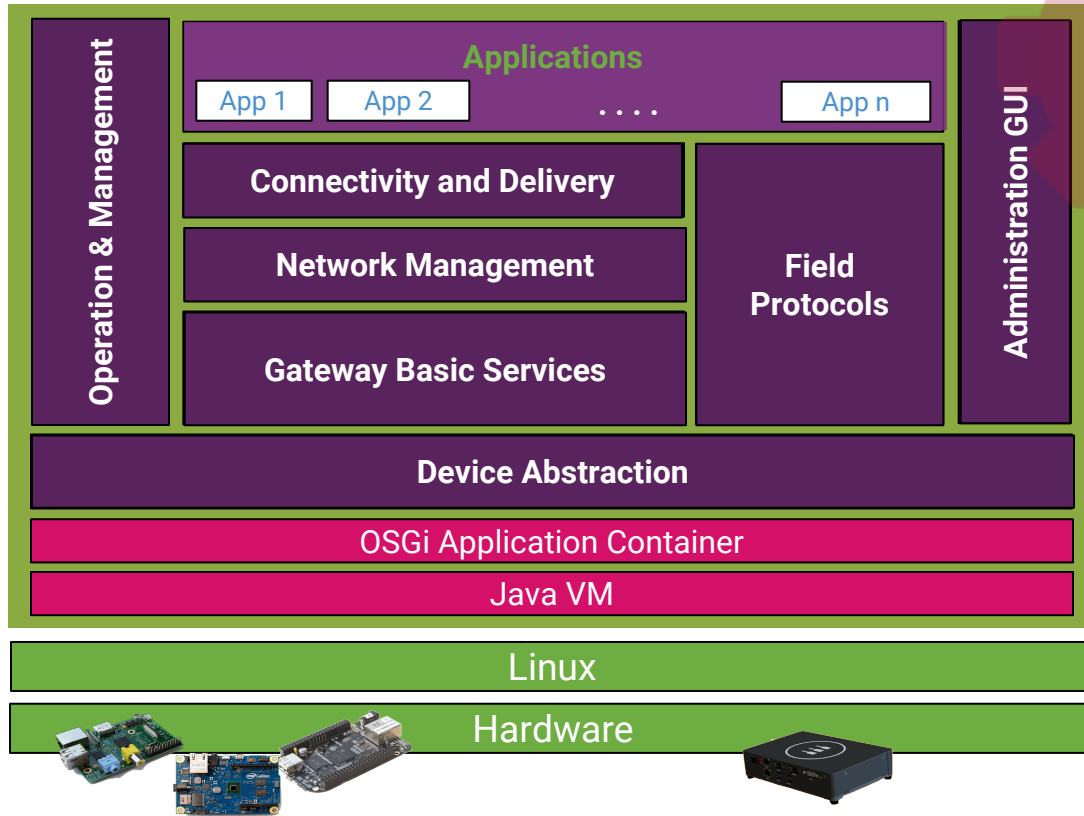 Operation & Management
Applications
App 1
App 2
. . . .
App n
Administration GUI
Connectivity and Delivery
Network Management
Gateway Basic Services
Field
Protocols
Device Abstraction
OSGi Application Container
Java VM
Linux
Hardware